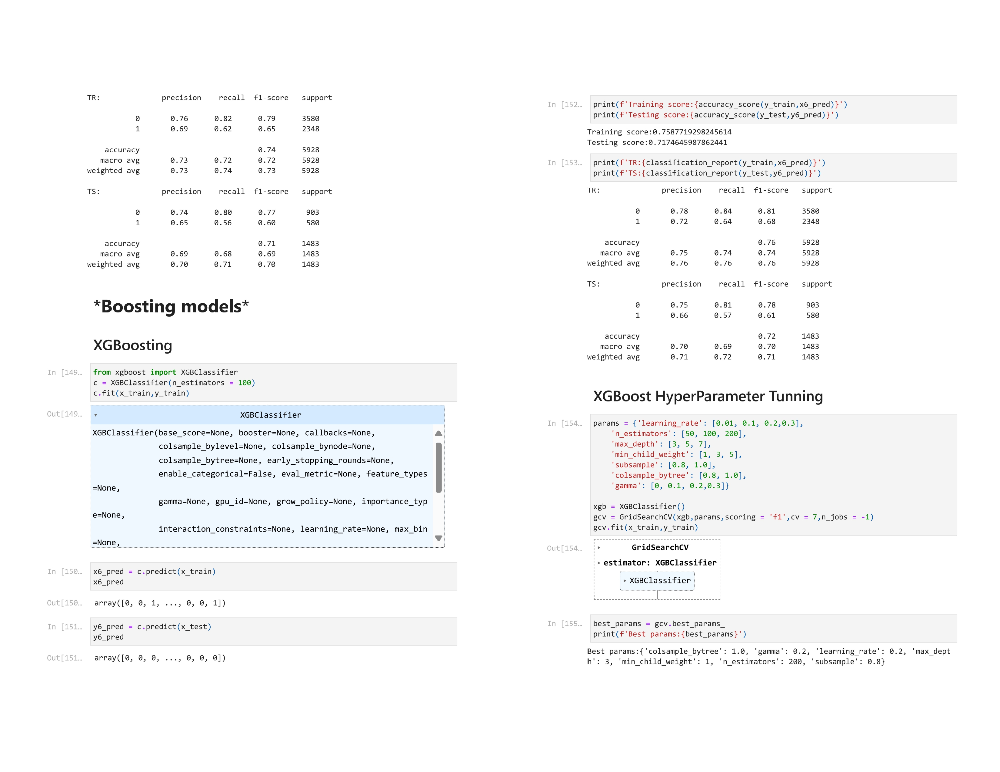 TR:              precision    recall  f1-score   support

           0       0.76      0.82      0.79      3580
           1       0.69      0.62      0.65      2348

    accuracy                           0.74      5928
   macro avg       0.73      0.72      0.72      5928
weighted avg       0.73      0.74      0.73      5928

TS:              precision    recall  f1-score   support

           0       0.74      0.80      0.77       903
           1       0.65      0.56      0.60       580

    accuracy                           0.71      1483
   macro avg       0.69      0.68      0.69      1483
weighted avg       0.70      0.71      0.70      1483

*Boosting models*
XGBoosting
In [149…
from xgboost import XGBClassifier
c = XGBClassifier(n_estimators = 100)
c.fit(x_train,y_train)
Out[149…
▾ XGBClassifier
XGBClassifier(base_score=None, booster=None, callbacks=None,
              colsample_bylevel=None, colsample_bynode=None,
              colsample_bytree=None, early_stopping_rounds=None,
              enable_categorical=False, eval_metric=None, feature_types
=None,
              gamma=None, gpu_id=None, grow_policy=None, importance_typ
e=None,
              interaction_constraints=None, learning_rate=None, max_bin
=None,
In [150…
x6_pred = c.predict(x_train)
x6_pred
Out[150…
array([0, 0, 1, ..., 0, 0, 1])
In [151…
y6_pred = c.predict(x_test)
y6_pred
Out[151…
array([0, 0, 0, ..., 0, 0, 0])
In [152…
print(f'Training score:{accuracy_score(y_train,x6_pred)}')
print(f'Testing score:{accuracy_score(y_test,y6_pred)}')
Training score:0.7587719298245614
Testing score:0.7174645987862441
In [153…
print(f'TR:{classification_report(y_train,x6_pred)}')
print(f'TS:{classification_report(y_test,y6_pred)}')
TR:              precision    recall  f1-score   support

           0       0.78      0.84      0.81      3580
           1       0.72      0.64      0.68      2348

    accuracy                           0.76      5928
   macro avg       0.75      0.74      0.74      5928
weighted avg       0.76      0.76      0.76      5928

TS:              precision    recall  f1-score   support

           0       0.75      0.81      0.78       903
           1       0.66      0.57      0.61       580

    accuracy                           0.72      1483
   macro avg       0.70      0.69      0.70      1483
weighted avg       0.71      0.72      0.71      1483

XGBoost HyperParameter Tunning
In [154…
params = {'learning_rate': [0.01, 0.1, 0.2,0.3],
    'n_estimators': [50, 100, 200],
    'max_depth': [3, 5, 7],
    'min_child_weight': [1, 3, 5],
    'subsample': [0.8, 1.0],
    'colsample_bytree': [0.8, 1.0],
    'gamma': [0, 0.1, 0.2,0.3]}

xgb = XGBClassifier()
gcv = GridSearchCV(xgb,params,scoring = 'f1',cv = 7,n_jobs = -1)
gcv.fit(x_train,y_train)
Out[154…
▸ GridSearchCV
▸ estimator: XGBClassifier
▸ XGBClassifier
In [155…
best_params = gcv.best_params_
print(f'Best params:{best_params}')
Best params:{'colsample_bytree': 1.0, 'gamma': 0.2, 'learning_rate': 0.2, 'max_dept
h': 3, 'min_child_weight': 1, 'n_estimators': 200, 'subsample': 0.8}